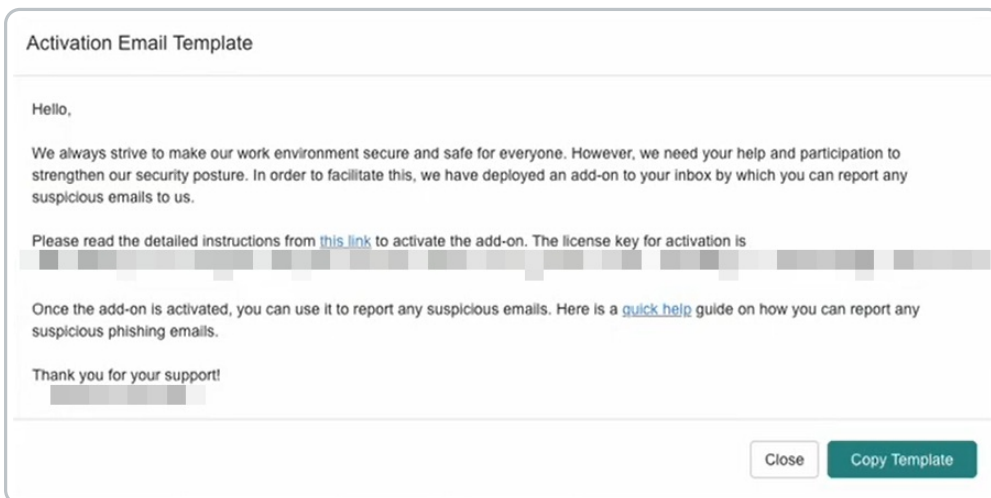 Activation Email Template
Hello,
We always strive to make our work environment secure and safe for everyone. However, we need your help and participation to
strengthen our security posture. In order to facilitate this, we have deployed an add-on to your inbox by which you can report any
suspicious emails to us.
Please read the detailed instructions from this link to activate the add-on. The license key for activation is
Once the add-on is activated, you can use it to report any suspicious emails. Here is a quick help guide on how you can report any
suspicious phishing emails.
Thank you for your support!
Close Copy Template